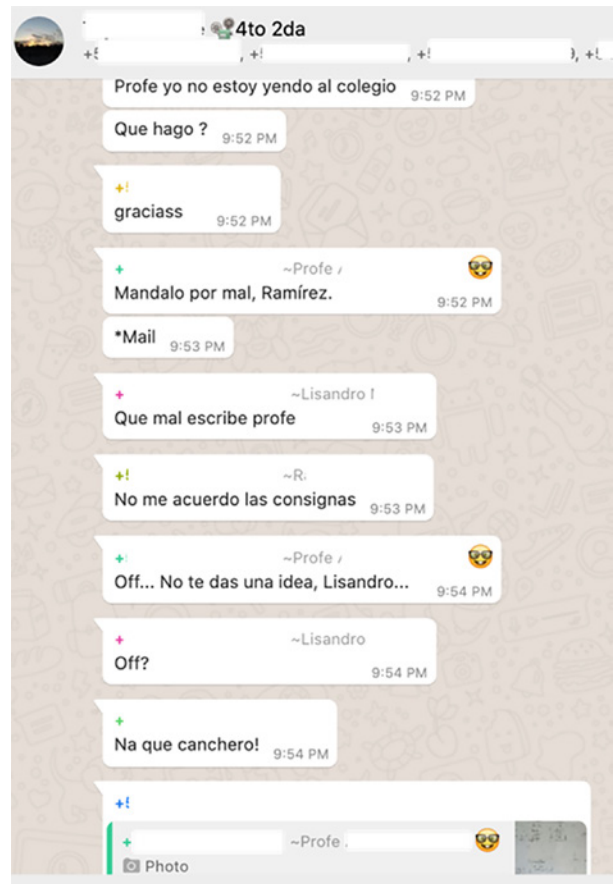 4to 2da
Profe yo no estoy yendo al colegio 9:52 PM
Que hago ? 9:52 PM
graciass 9:52 PM
~Profe
Mandalo por mal, Ramírez. 9:52 PM
*Mail 9:53 PM
~Lisandro
Que mal escribe profe 9:53 PM
~R.
No me acuerdo las consignas 9:53 PM
~Profe
Off... No te das una idea, Lisandro... 9:54 PM
~Lisandro
Off? 9:54 PM
Na que canchero! 9:54 PM
~Profe
Photo